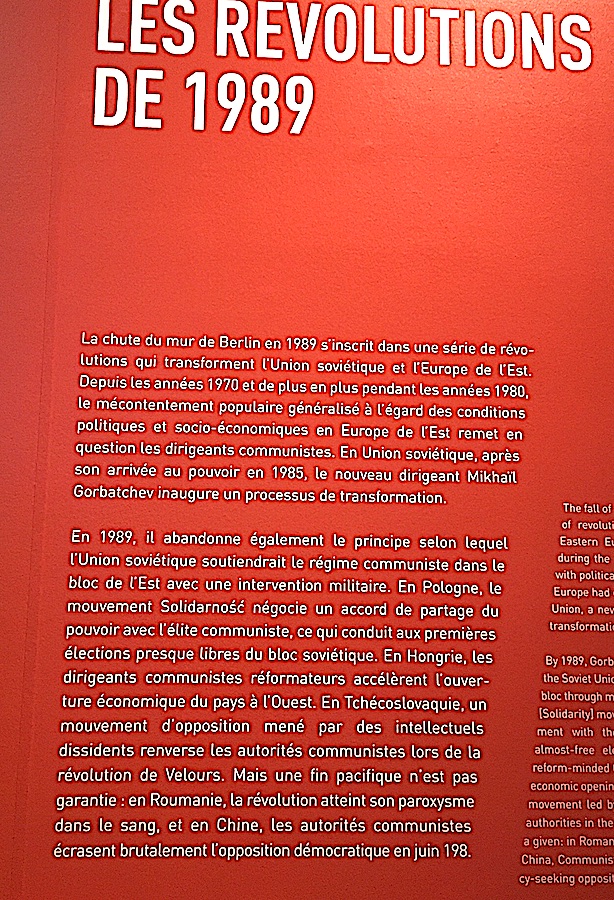 LES RÉVOLUTIONS
DE 1989
La chute du mur de Berlin en 1989 s'inscrit dans une série de révo-
lutions qui transforment l'Union soviétique et l'Europe de l'Est.
Depuis les années 1970 et de plus en plus pendant les années 1980,
le mécontentement populaire généralisé à l'égard des conditions
politiques et socio-économiques en Europe de l'Est remet en
question les dirigeants communistes. En Union soviétique, après
son arrivée au pouvoir en 1985, le nouveau dirigeant Mikhaïl
Gorbatchev inaugure un processus de transformation.
En 1989, il abandonne également le principe selon lequel
l'Union soviétique soutiendrait le régime communiste dans le
bloc de l'Est avec une intervention militaire. En Pologne, le
mouvement Solidarność négocie un accord de partage du
pouvoir avec l'élite communiste, ce qui conduit aux premières
élections presque libres du bloc soviétique. En Hongrie, les
dirigeants communistes réformateurs accélèrent l'ouver-
ture économique du pays à l'Ouest. En Tchécoslovaquie, un
mouvement d'opposition mené par des intellectuels
dissidents renverse les autorités communistes lors de la
révolution de Velours. Mais une fin pacifique n'est pas
garantie : en Roumanie, la révolution atteint son paroxysme
dans le sang, et en Chine, les autorités communistes
écrasent brutalement l'opposition démocratique en juin 198.
The fall of
of revoluti
Eastern Eu
during the
with politica
Europe had
Union, a nev
transformati
By 1989, Gorb
the Soviet Unio
bloc through m
(Solidarity) mov
ment with the
almost-free ele
reform-minded
economic openin
movement led b
authorities in the
a given: in Roman
China, Communis
cy-seeking opposit